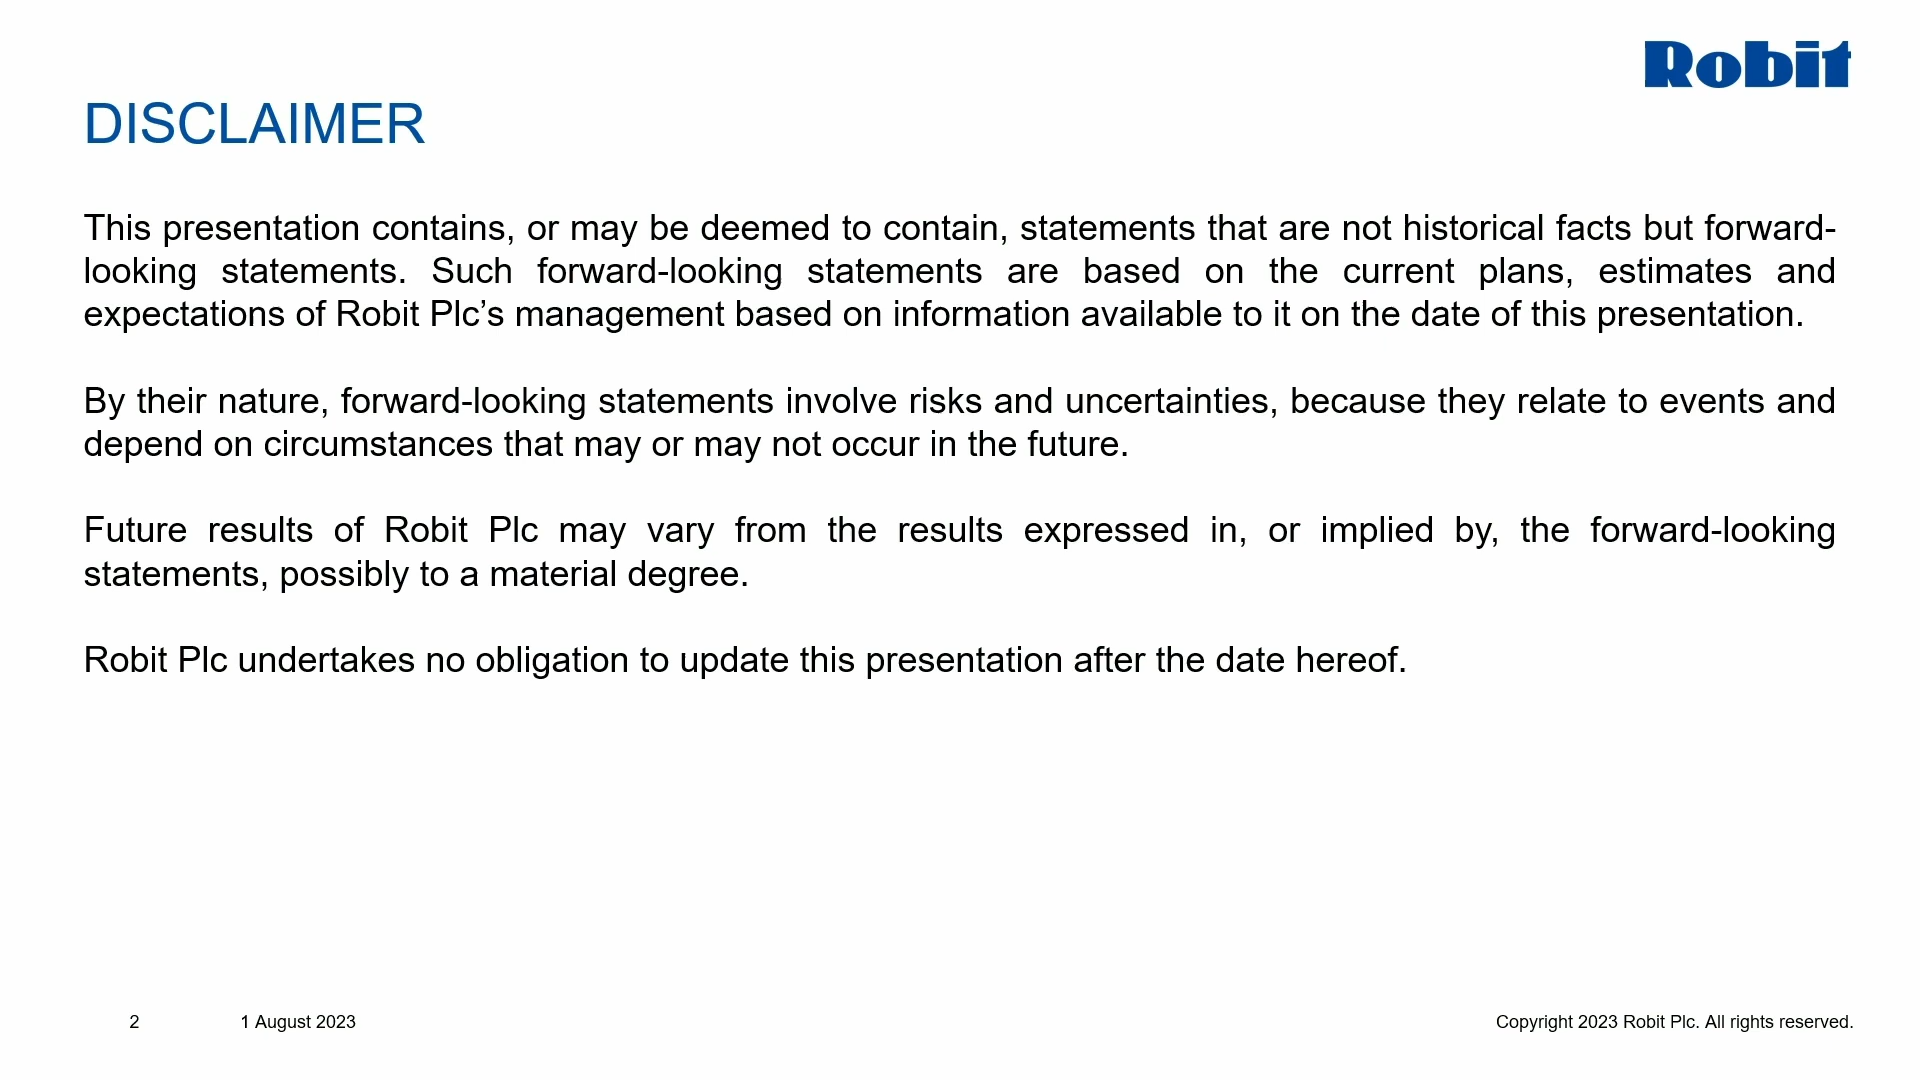 Robit
DISCLAIMER
This presentation contains, or may be deemed to contain, statements that are not historical facts but forward-
looking statements. Such forward-looking statements are based on the current plans, estimates and
expectations of Robit Plc’s management based on information available to it on the date of this presentation.
By their nature, forward-looking statements involve risks and uncertainties, because they relate to events and
depend on circumstances that may or may not occur in the future.
Future results of Robit Plc may vary from the results expressed in, or implied by, the forward-looking
statements, possibly to a material degree.
Robit Plc undertakes no obligation to update this presentation after the date hereof.
2 1 August 2023 Copyright 2023 Robit Plc. All rights reserved.